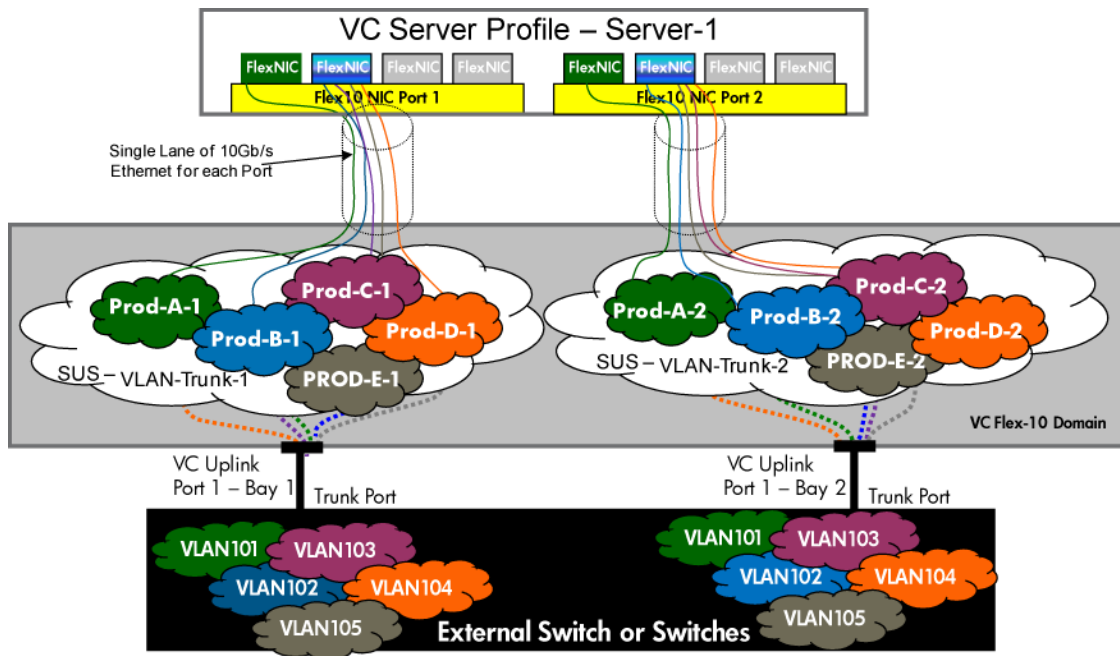 VC Server Profile – Server-1
FlexNIC FlexNIC FlexNIC FlexNIC
FlexNIC FlexNIC FlexNIC FlexNIC
Flex10 NIC Port 1
Flex10 NIC Port 2
Single Lane of 10Gb/s
Ethernet for each Port
Prod-A-1
Prod-B-1
Prod-C-1
Prod-D-1
PROD-E-1
SUS – VLAN-Trunk-1
Prod-A-2
Prod-B-2
Prod-C-2
Prod-D-2
PROD-E-2
SUS – VLAN-Trunk-2
VC Flex-10 Domain
VC Uplink
Port 1 – Bay 1
Trunk Port
VC Uplink
Port 1 – Bay 2
Trunk Port
VLAN101
VLAN103
VLAN102
VLAN104
VLAN105
VLAN101
VLAN103
VLAN102
VLAN104
VLAN105
External Switch or Switches